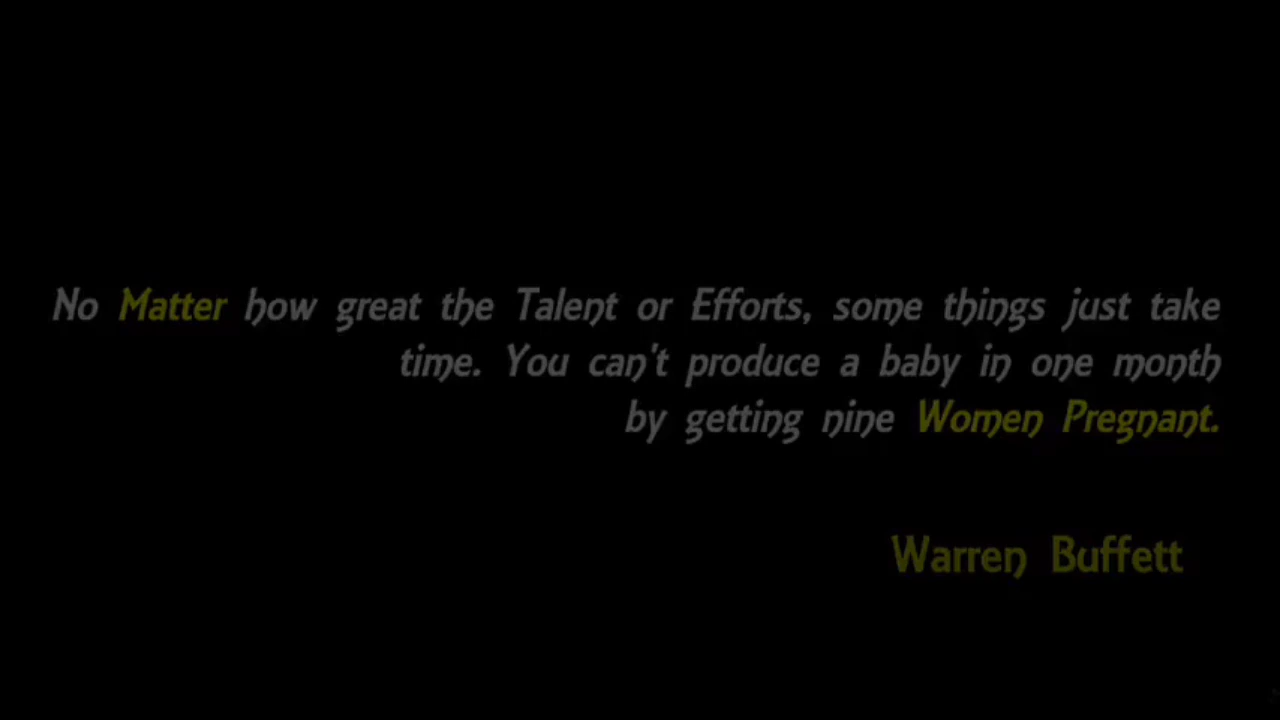 No Matter how great the Talent or Efforts, some things just take
time. You can't produce a baby in one month
by getting nine Women Pregnant.
Warren Buffett